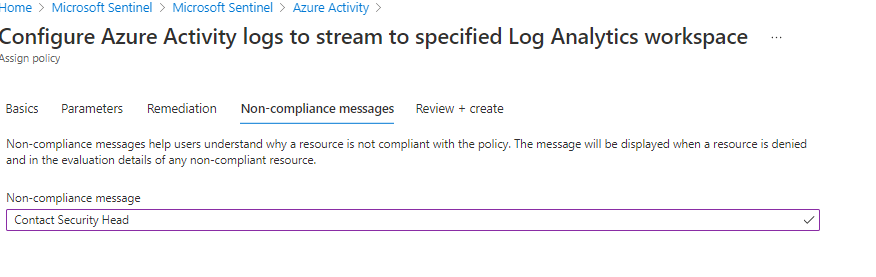 Home > Microsoft Sentinel > Microsoft Sentinel > Azure Activity >
Configure Azure Activity logs to stream to specified Log Analytics workspace ...
Assign policy
Basics Parameters Remediation Non-compliance messages Review + create
Non-compliance messages help users understand why a resource is not compliant with the policy. The message will be displayed when a resource is denied
and in the evaluation details of any non-compliant resource.
Non-compliance message
Contact Security Head